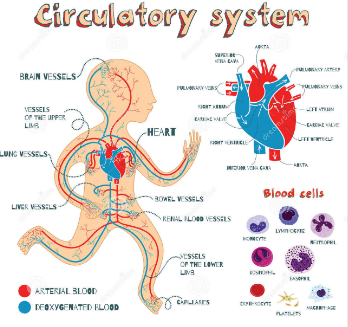 Circulatory system
BRAIN VESSELS
VESSELS
OF THE UPPER
LIMB
HEART
LUNG VESSELS
LIVER VESSELS
BOWEL VESSELS
RENAL BLOOD VESSELS
VESSELS
OF THE LOWER
LIMB
CAPILLARIES
ARTERIAL BLOOD
DEOXYGENATED BLOOD
SUPERIOR
VENA CAVA
AORTA
PULMONARY ARTERY
PULMONARY VEINS
PULMONARY VEINS
RIGHT ATRIUM
LEFT ATRIUM
CARDIAC VALVE
CARDIAC VALVE
RIGHT VENTRICLE
LEFT VENTRICLE
INFERIOR VENA CAVA
AORTA
Blood cells
MONOCYTE
LYMPHOCYTE
NEUTROPHIL
EOSINOPHIL
BASOPHIL
ERYTHROCYTE
PLATELETS
MACROPHAGE